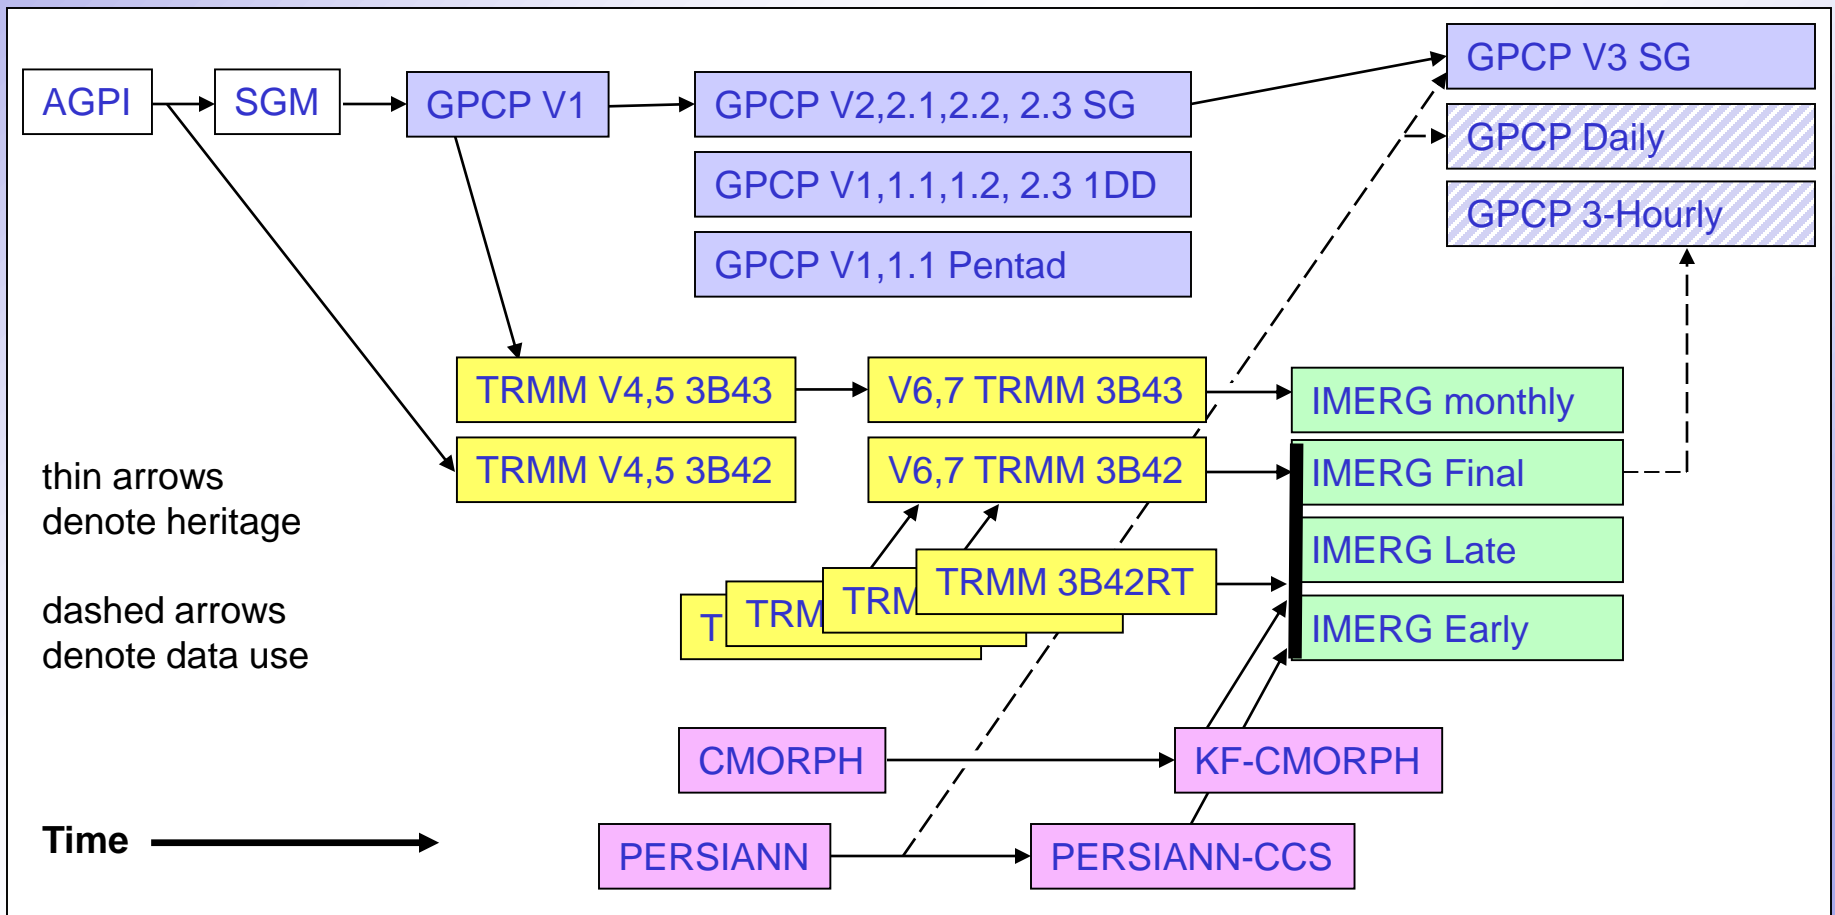 AGPI
SGM
GPCP V1
GPCP V2,2.1,2.2, 2.3 SG
GPCP V1,1.1,1.2, 2.3 1DD
GPCP V1,1.1 Pentad
GPCP V3 SG
GPCP Daily
GPCP 3-Hourly
TRMM V4,5 3B43
V6,7 TRMM 3B43
IMERG monthly
TRMM V4,5 3B42
V6,7 TRMM 3B42
IMERG Final
IMERG Late
IMERG Early
T
TRM
TRM
TRMM 3B42RT
thin arrows
denote heritage
dashed arrows
denote data use
CMORPH
KF-CMORPH
PERSIANN
PERSIANN-CCS
Time